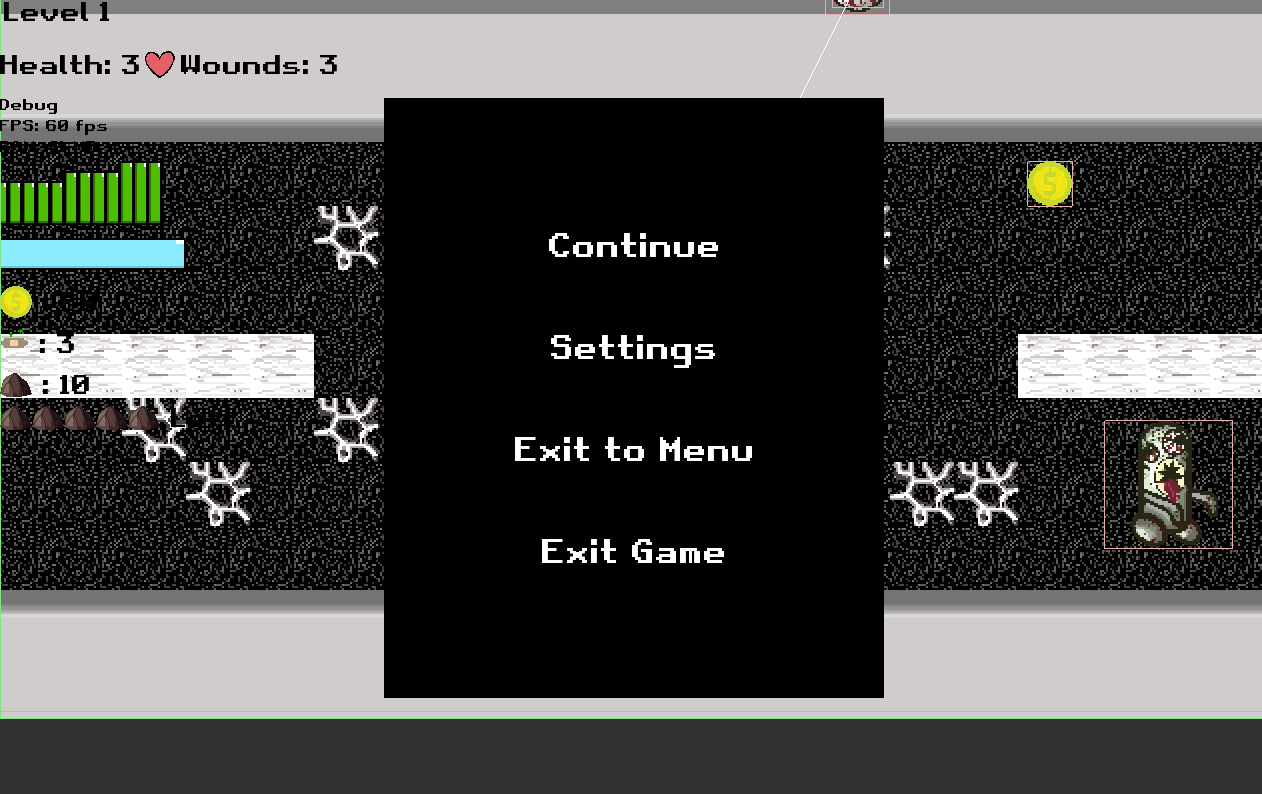 Level 1
Health: 3 Wounds: 3
Debug
FPS: 60 fps
Continue
: 3
Settings
: 10
Exit to Menu
Exit Game